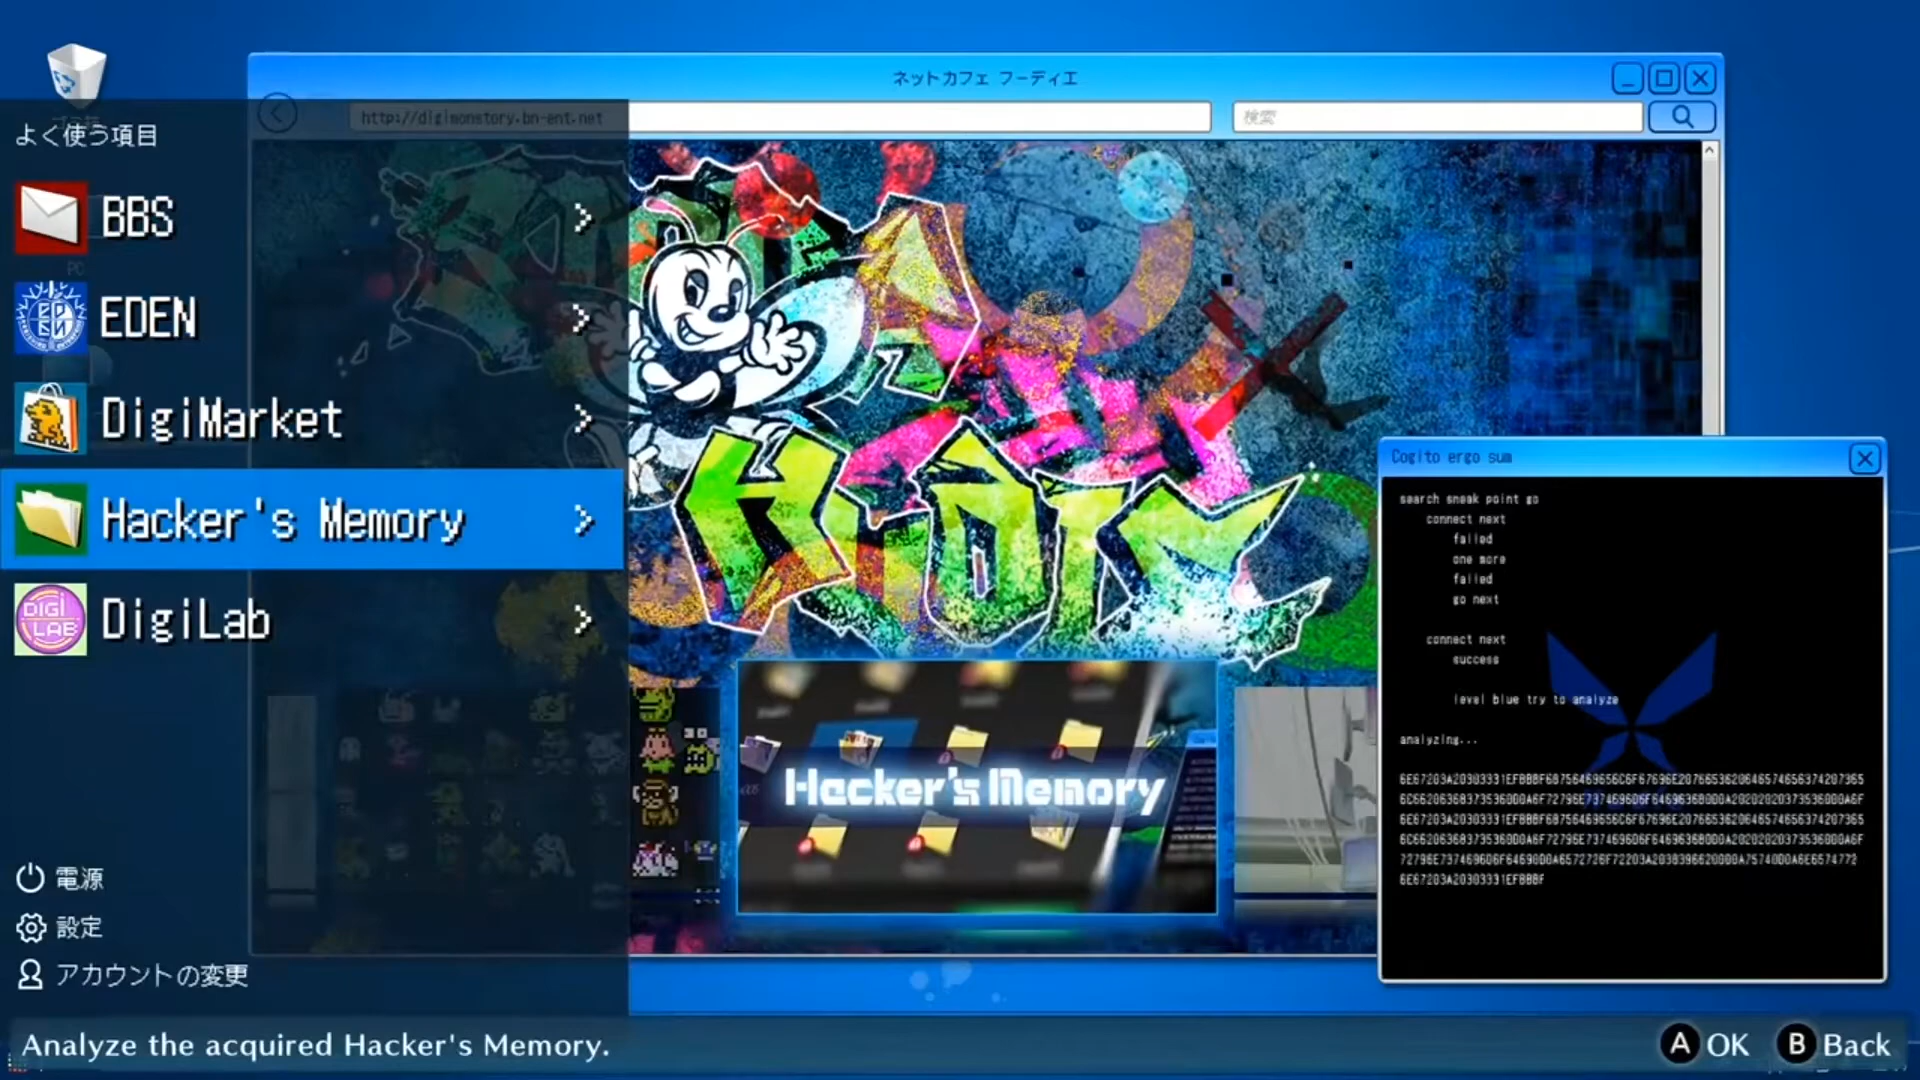 ネットカフェ フーディエ
http://digimonstory.bn-ent.net
検索
よく使う項目
BBS
PC
EDEN
DigiMarket
Hacker's Memory
DIGI
LAB
DigiLab
Hacker's Memory
電源
設定
アカウントの変更
Cogito ergo sum
search sneak point go
connect next
failed
one more
failed
go next
connect next
success
level blue try to analyze
analyzing...
Analyze the acquired Hacker's Memory.
A OK B Back